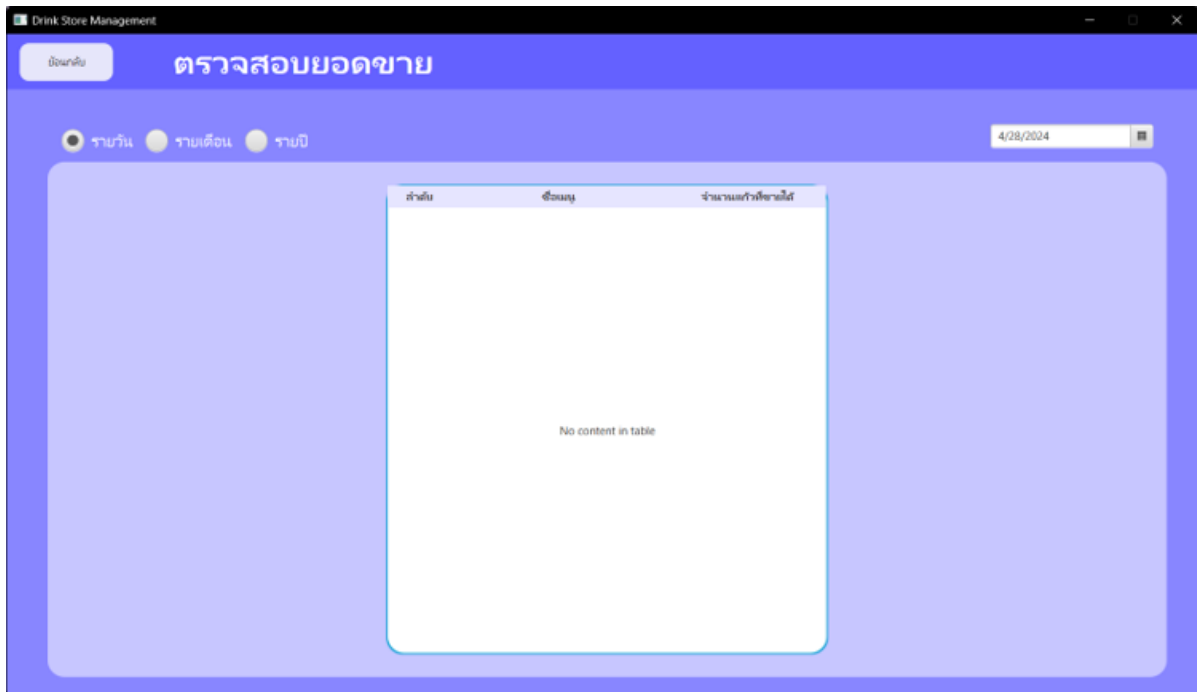 Drink Store Management
ย้อนกลับ
ตรวจสอบยอดขาย
รายวัน รายเดือน รายปี
4/28/2024
ลำดับ ชื่อเมนู จำนวนแก้วที่ขายได้
No content in table